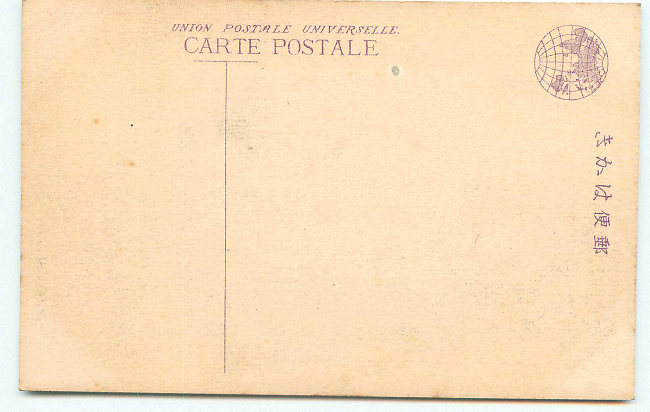 UNION POSTALE UNIVERSELLE.
CARTE POSTALE
郵便はかき